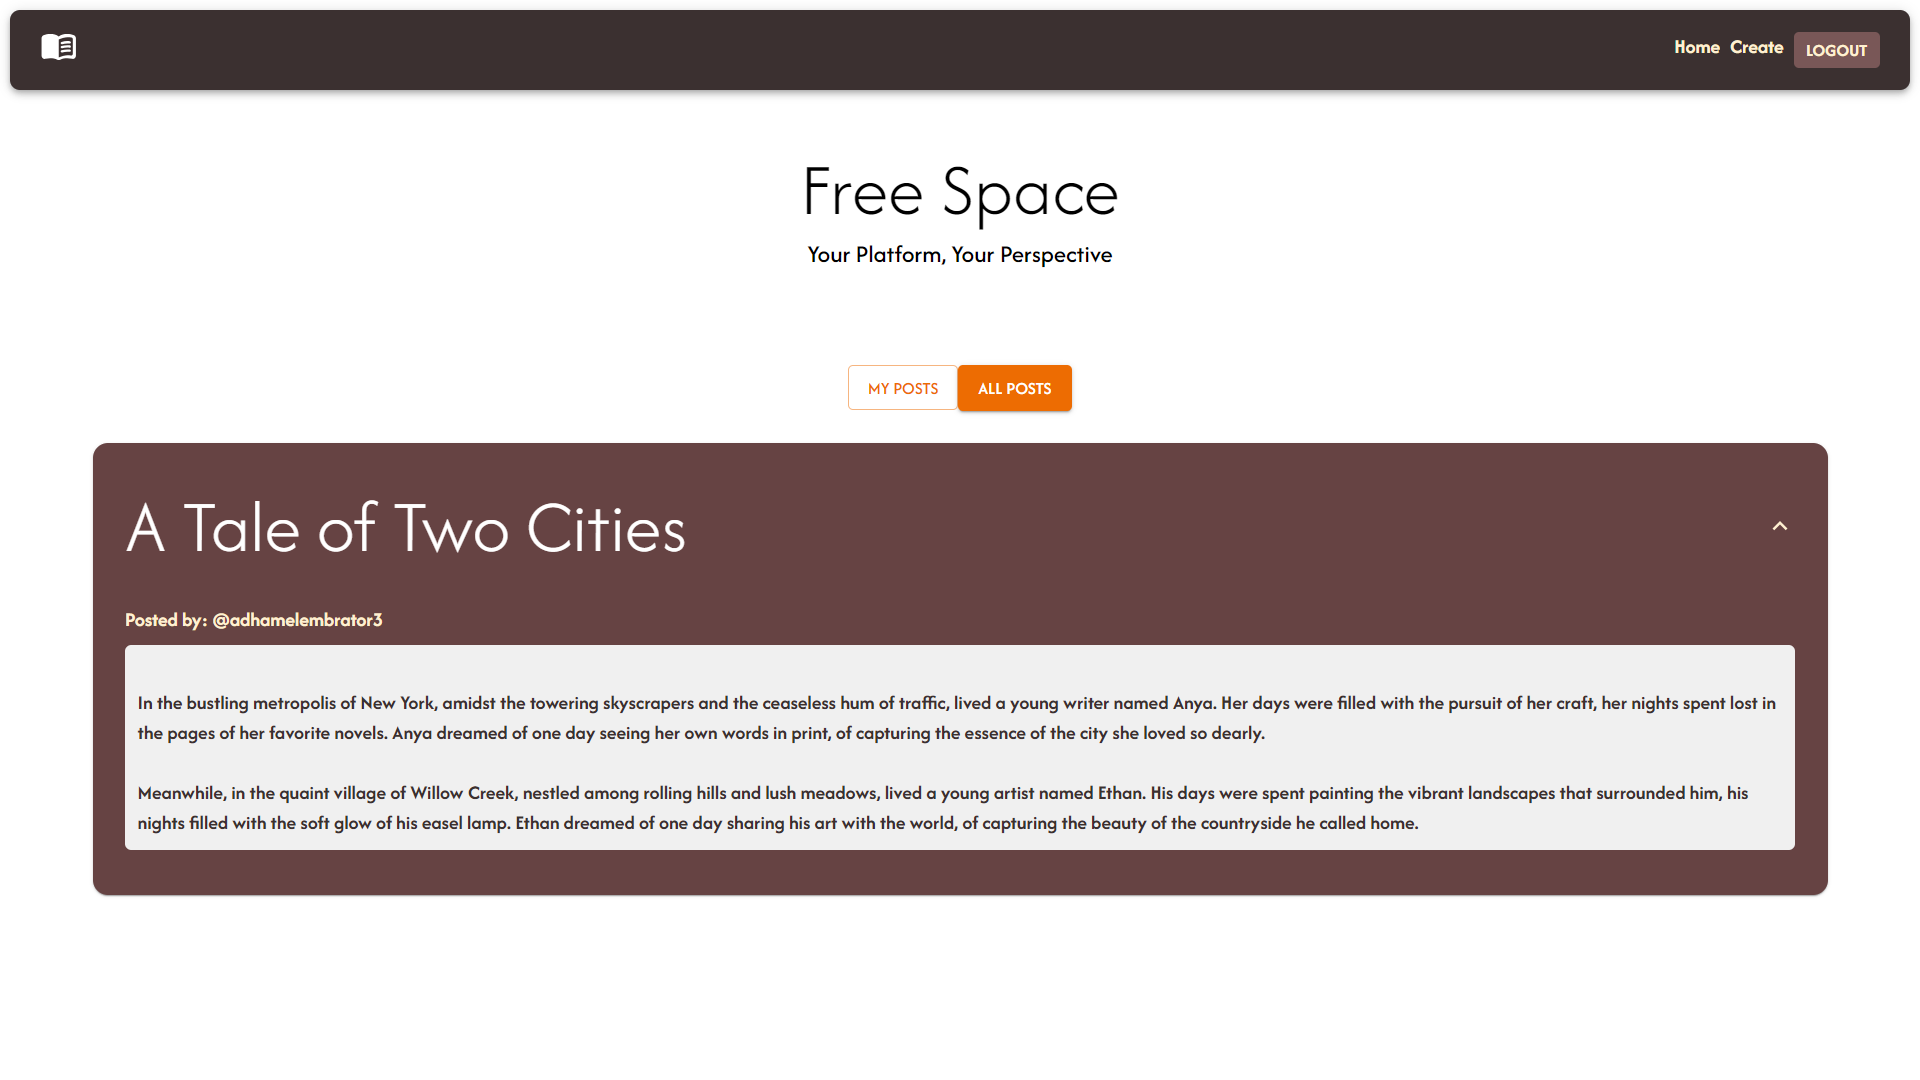 Home Create LOGOUT
Free Space
Your Platform, Your Perspective
MY POSTS ALL POSTS
A Tale of Two Cities
Posted by: @adhamelembrator3
In the bustling metropolis of New York, amidst the towering skyscrapers and the ceaseless hum of traffic, lived a young writer named Anya. Her days were filled with the pursuit of her craft, her nights spent lost in
the pages of her favorite novels. Anya dreamed of one day seeing her own words in print, of capturing the essence of the city she loved so dearly.
Meanwhile, in the quaint village of Willow Creek, nestled among rolling hills and lush meadows, lived a young artist named Ethan. His days were spent painting the vibrant landscapes that surrounded him, his
nights filled with the soft glow of his easel lamp. Ethan dreamed of one day sharing his art with the world, of capturing the beauty of the countryside he called home.